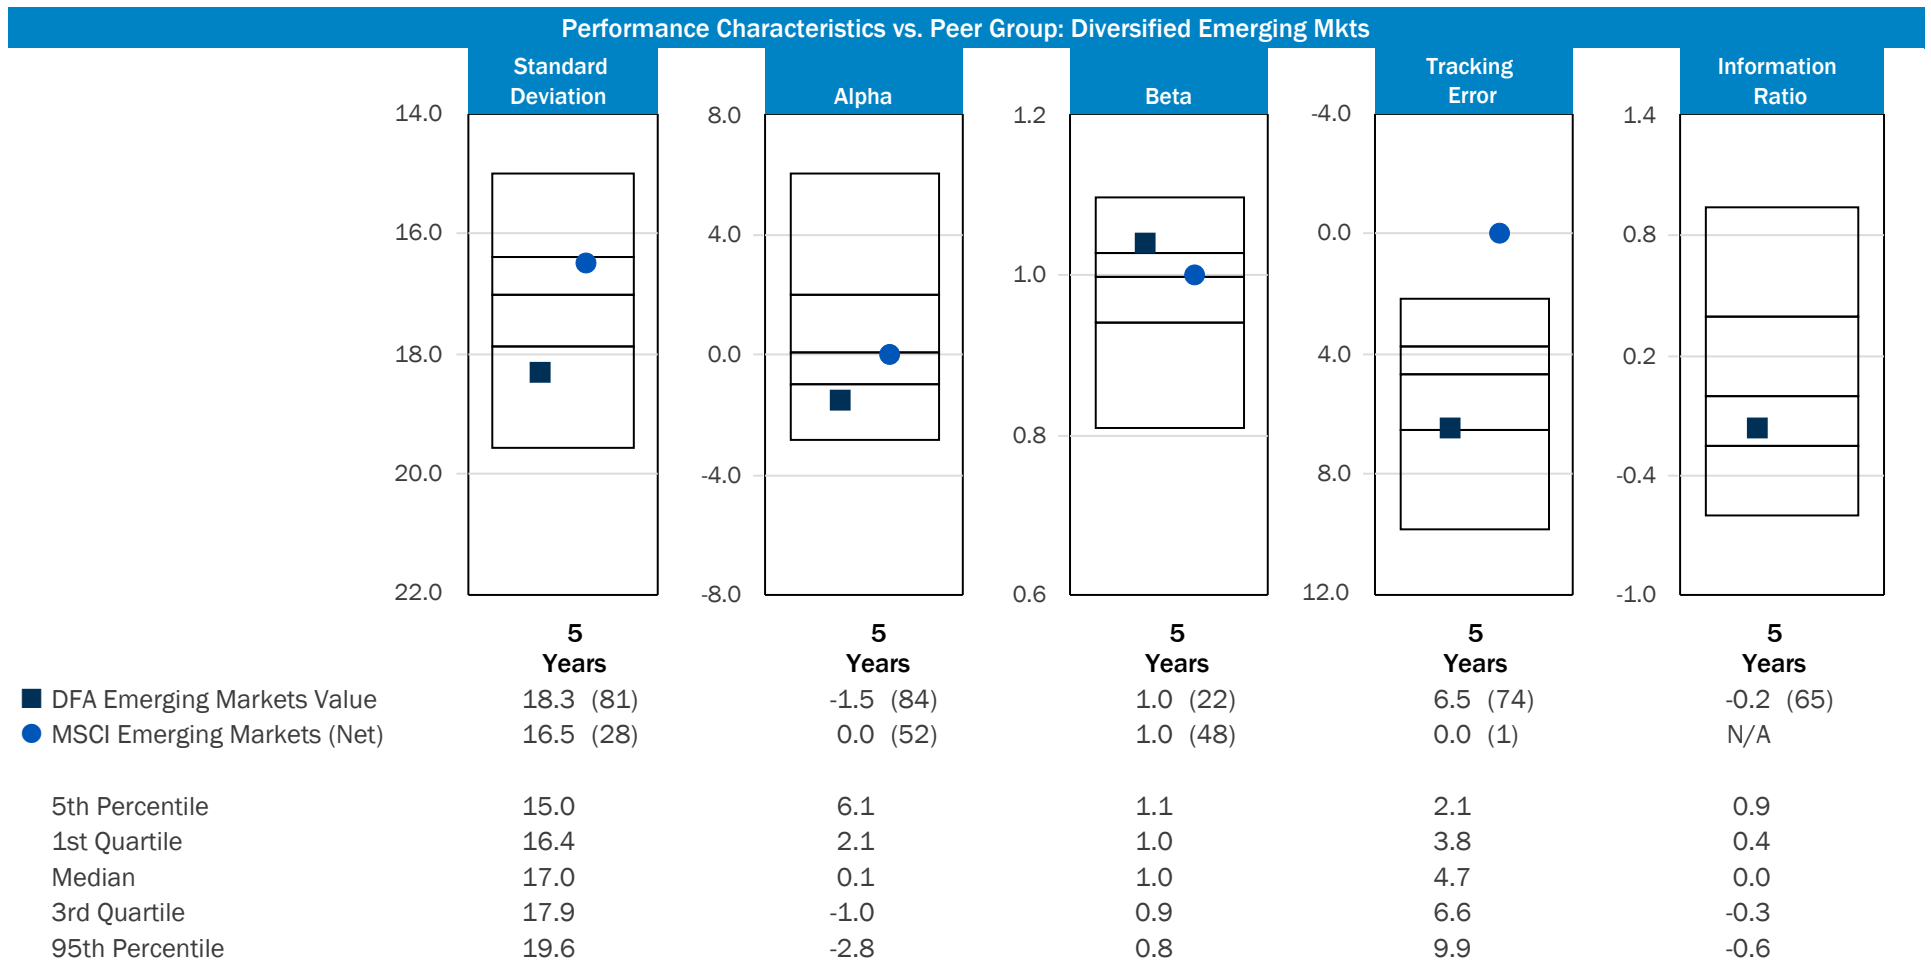 Performance Characteristics vs. Peer Group: Diversified Emerging Mkts
Standard
Deviation
Alpha
Beta
Tracking
Error
Information
Ratio
14.0
16.0
18.0
20.0
22.0
8.0
4.0
0.0
-4.0
-8.0
1.2
1.0
0.8
0.6
-4.0
0.0
4.0
8.0
12.0
1.4
0.8
0.2
-0.4
-1.0
5
Years
5
Years
5
Years
5
Years
5
Years
DFA Emerging Markets Value 18.3 (81) -1.5 (84) 1.0 (22) 6.5 (74) -0.2 (65)
MSCI Emerging Markets (Net) 16.5 (28) 0.0 (52) 1.0 (48) 0.0 (1) N/A
5th Percentile 15.0 6.1 1.1 2.1 0.9
1st Quartile 16.4 2.1 1.0 3.8 0.4
Median 17.0 0.1 1.0 4.7 0.0
3rd Quartile 17.9 -1.0 0.9 6.6 -0.3
95th Percentile 19.6 -2.8 0.8 9.9 -0.6